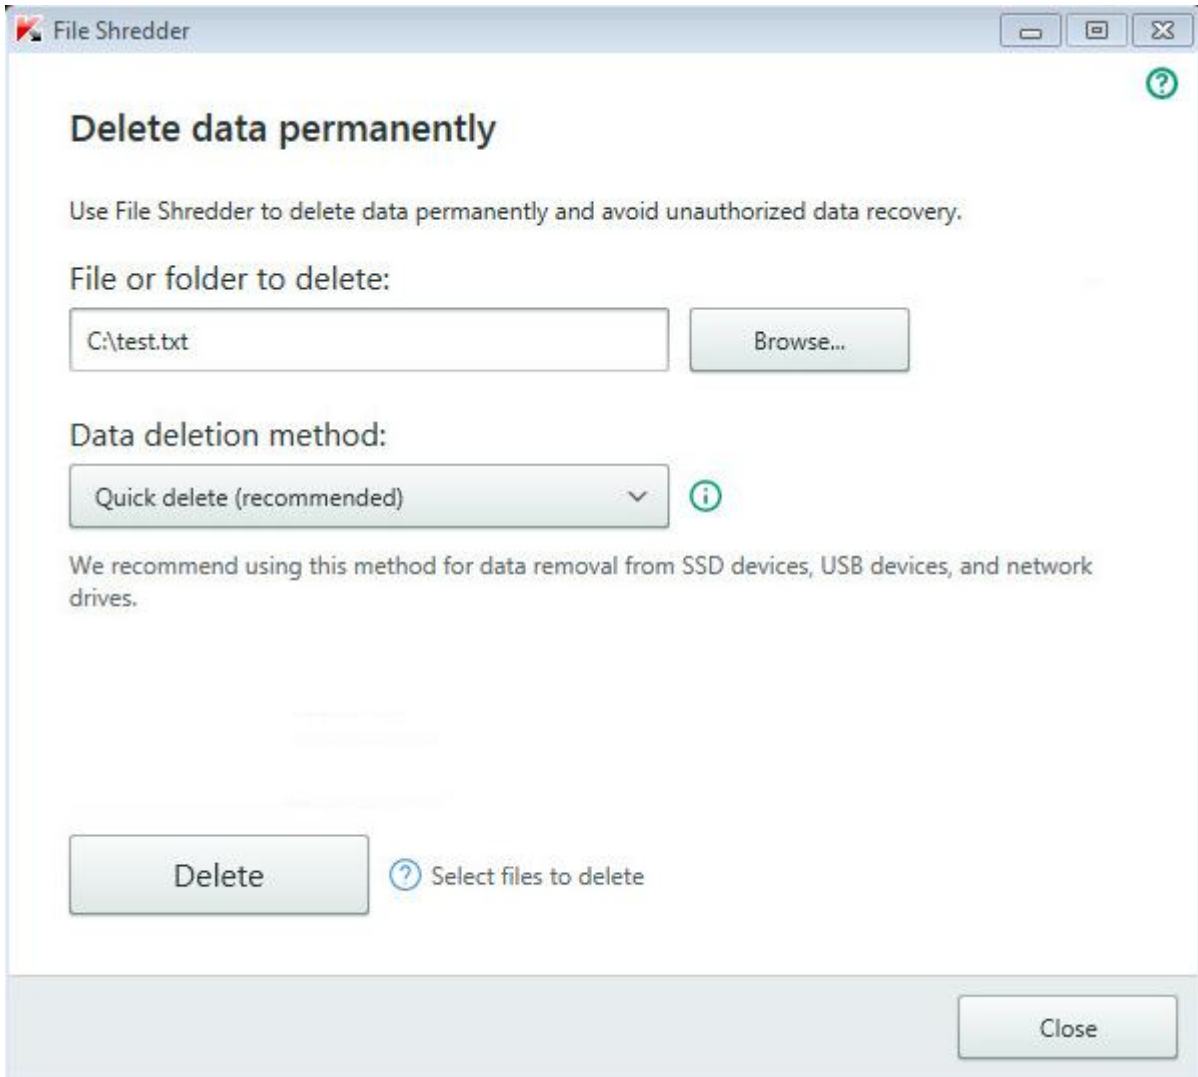 File Shredder
Delete data permanently
Use File Shredder to delete data permanently and avoid unauthorized data recovery.
File or folder to delete:
C:\test.txt
Browse...
Data deletion method:
Quick delete (recommended)
We recommend using this method for data removal from SSD devices, USB devices, and network
drives.
Delete
Select files to delete
Close